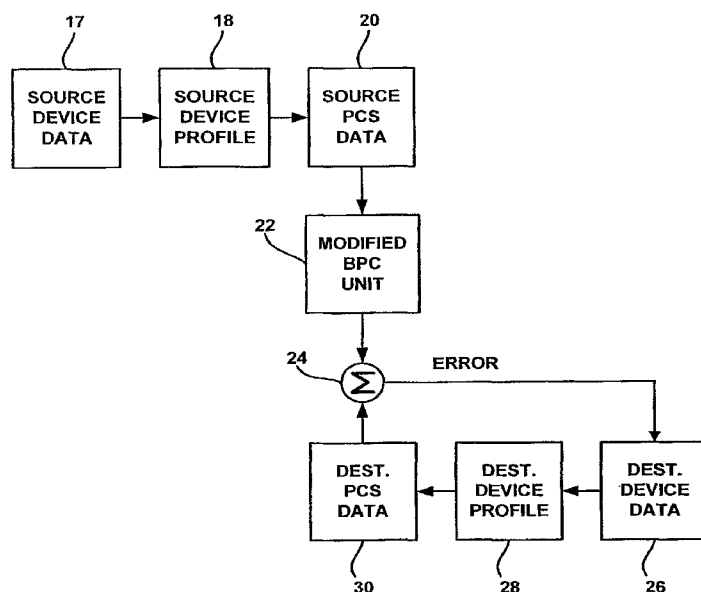 17
18
20
SOURCE
DEVICE
DATA
SOURCE
DEVICE
PROFILE
SOURCE
PCS
DATA
22
MODIFIED
BPC
UNIT
24
Σ
ERROR
DEST.
PCS
DATA
DEST.
DEVICE
PROFILE
DEST.
DEVICE
DATA
30
28
26